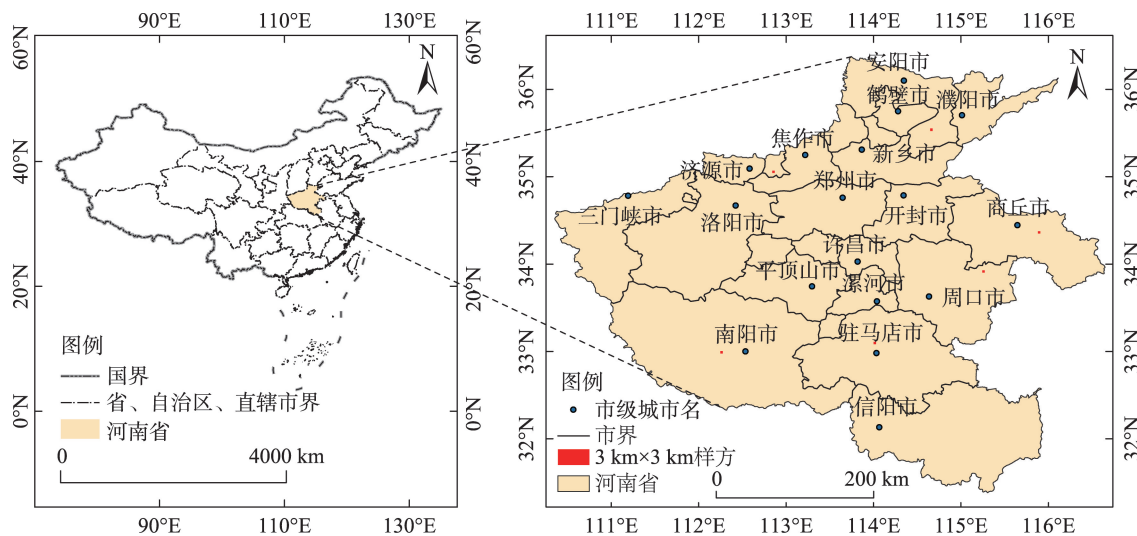 90°E 110°E 130°E
60°N
40°N
20°N
0°N
N
60°N
40°N
20°N
0°N
图例
国界
省、自治区、直辖市界
河南省
0 4000 km
90°E 110°E 130°E
111°E 112°E 113°E 114°E 115°E 116°E
36°N
35°N
34°N
33°N
32°N
N
安阳市
鹤壁市
濮阳市
焦作市
新乡市
济源市
郑州市
三门峡市
洛阳市
开封市
商丘市
许昌市
平顶山市
漯河市
周口市
南阳市
驻马店市
信阳市
图例
市级城市名
市界
3 km×3 km样方
河南省
0 200 km
36°N
35°N
34°N
33°N
32°N
111°E 112°E 113°E 114°E 115°E 116°E